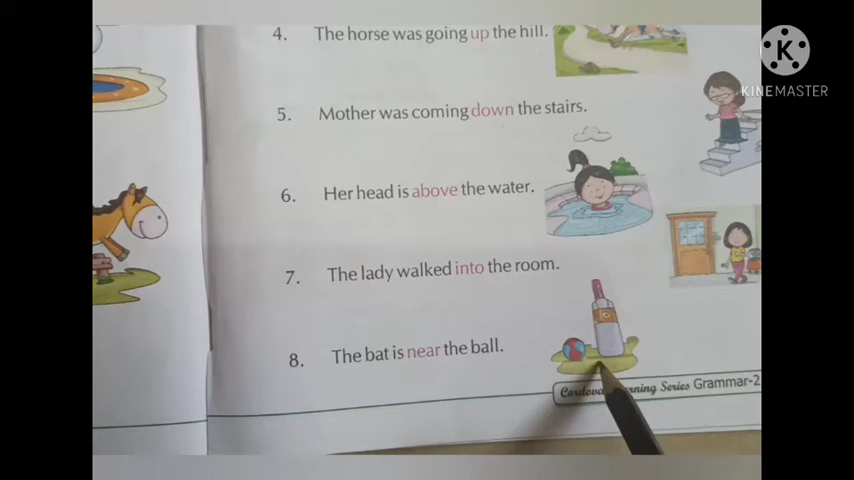 4. The horse was going up the hill.
K
KINEMASTER
5. Mother was coming down the stairs.
6. Her head is above the water.
7. The lady walked into the room.
8. The bat is near the ball.
Series Grammar-2